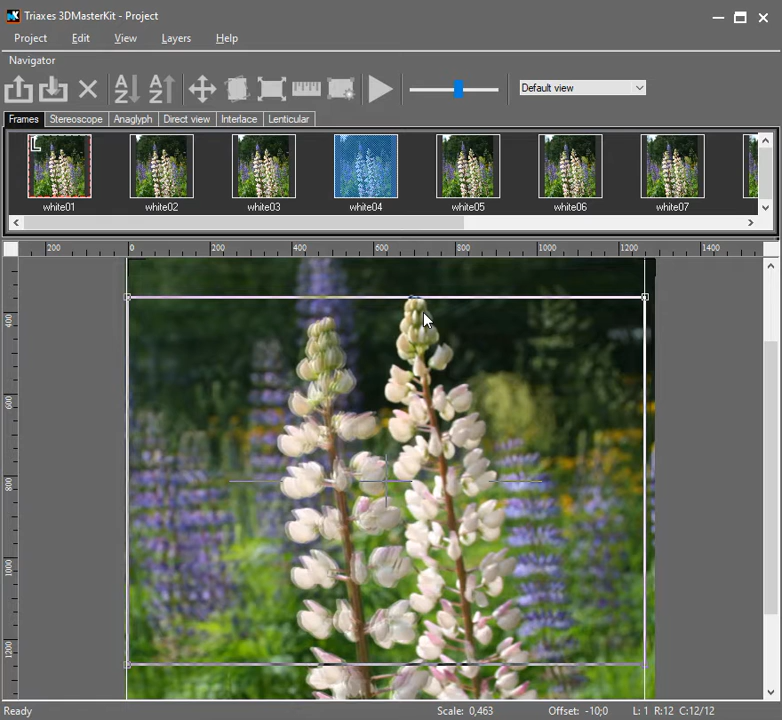 Triaxes 3DMasterKit - Project
Project Edit View Layers Help
Navigator
A Z A Z Default view
Frames Stereoscope Anaglyph Direct view Interlace Lenticular
L
white01 white02 white03 white04 white05 white06 white07
200 0 200 400 600 800 1000 1200 1400
400
600
800
1000
1200
Ready Scale: 0,463 Offset: -10;0 L: 1 R:12 C:12/12